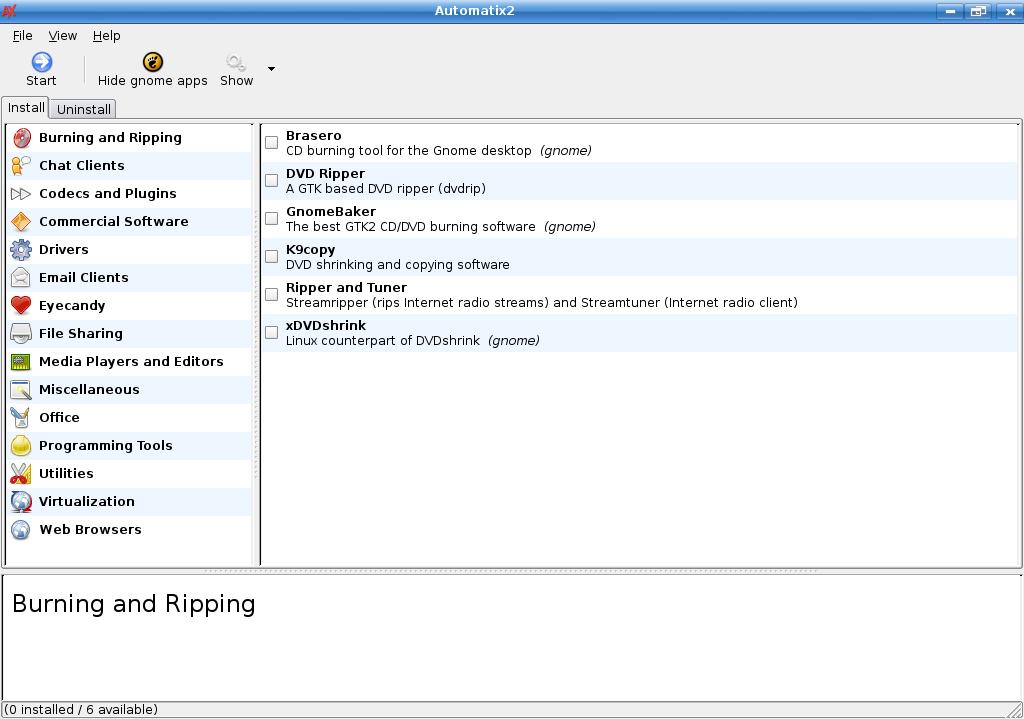 Automatix2
File View Help
Start Hide gnome apps Show
Install Uninstall
Burning and Ripping
Chat Clients
Codecs and Plugins
Commercial Software
Drivers
Email Clients
Eyecandy
File Sharing
Media Players and Editors
Miscellaneous
Office
Programming Tools
Utilities
Virtualization
Web Browsers
Brasero
CD burning tool for the Gnome desktop (gnome)
DVD Ripper
A GTK based DVD ripper (dvdrip)
GnomeBaker
The best GTK2 CD/DVD burning software (gnome)
K9copy
DVD shrinking and copying software
Ripper and Tuner
Streamripper (rips Internet radio streams) and Streamtuner (Internet radio client)
xDVDshrink
Linux counterpart of DVDshrink (gnome)
Burning and Ripping
(0 installed / 6 available)